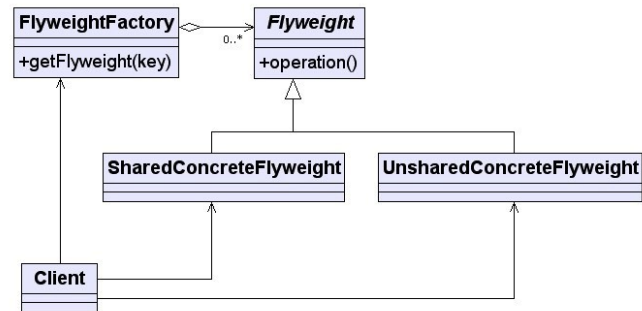 FlyweightFactory
+getFlyweight(key)
0..*
Flyweight
+operation()
SharedConcreteFlyweight
UnsharedConcreteFlyweight
Client